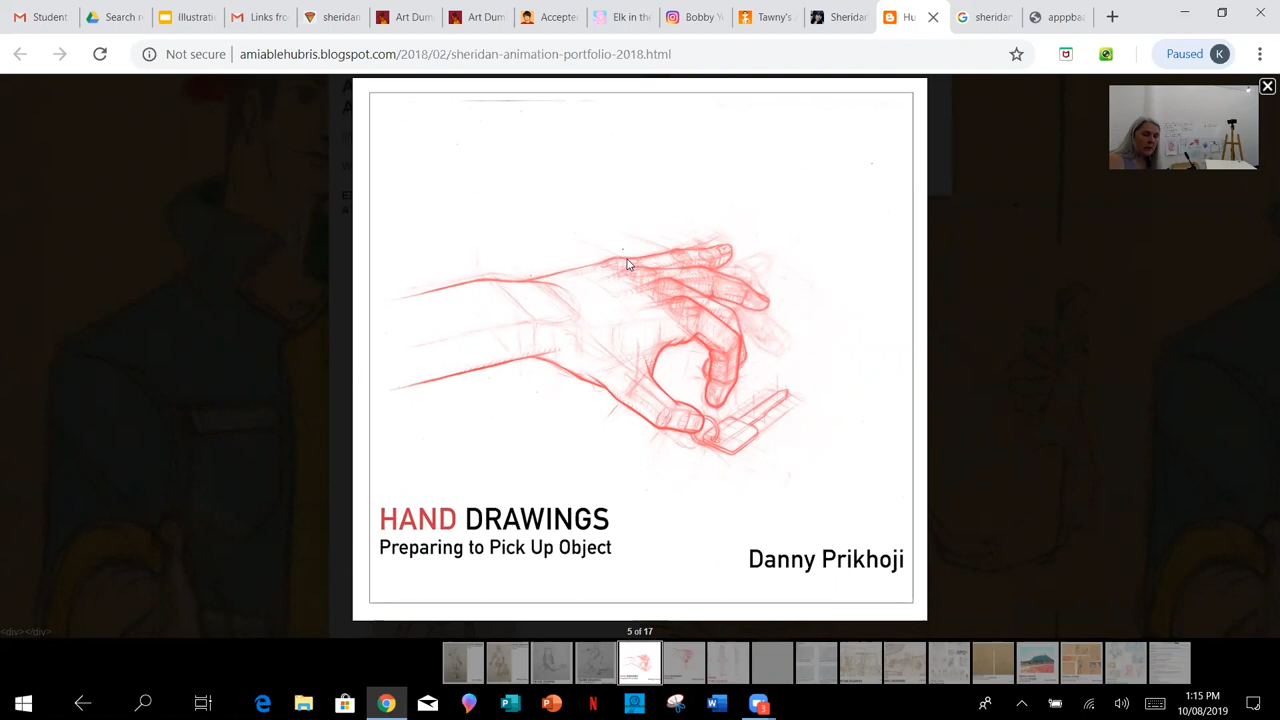 Student
Search r
Illustrati
Links fro
sheridan
Art Dum
Art Dum
Accepte
Elk in the
Bobby Y
Tawny's
Sheridan
Hu
sheridan
apppba
Not secure
amiablehubris.blogspot.com/2018/02/sheridan-animation-portfolio-2018.html
Paused
K
HAND DRAWINGS
Preparing to Pick Up Object
Danny Prikhoji
<div></div>
5 of 17
1:15 PM
10/08/2019